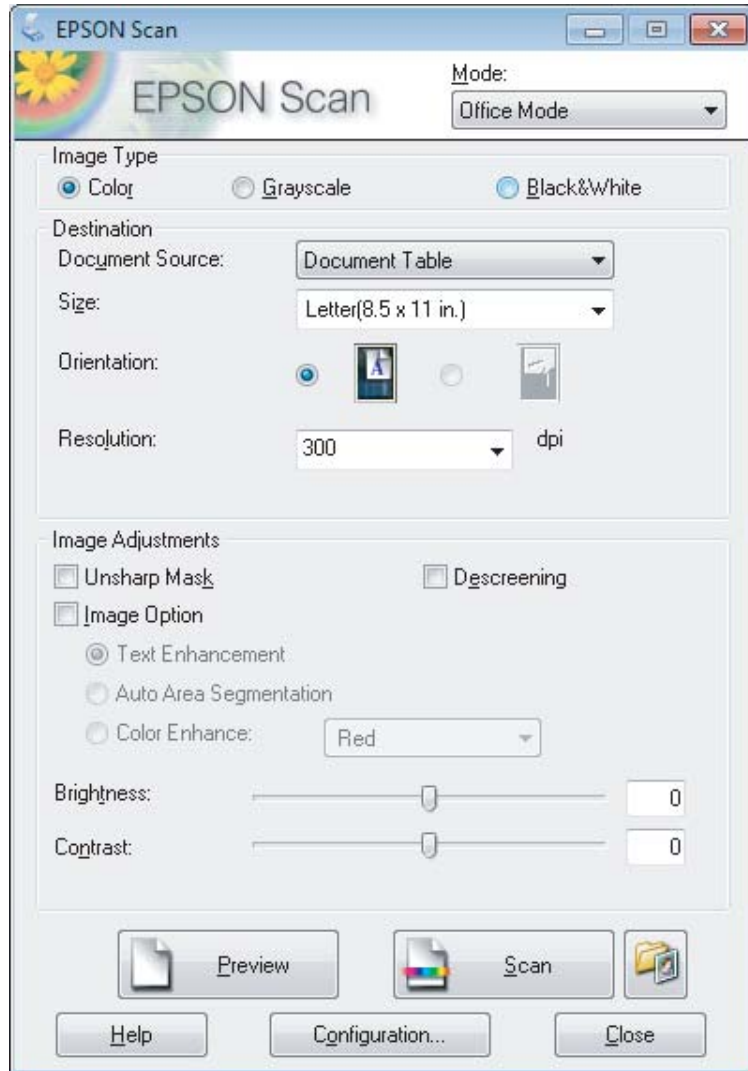 EPSON Scan
EPSON Scan
Mode:
Office Mode
Image Type
Color Grayscale Black&White
Destination
Document Source: Document Table
Size: Letter(8.5 x 11 in.)
Orientation: A
Resolution: 300 dpi
Image Adjustments
Unsharp Mask Descreening
Image Option
Text Enhancement
Auto Area Segmentation
Color Enhance: Red
Brightness: 0
Contrast: 0
Preview Scan
Help Configuration... Close